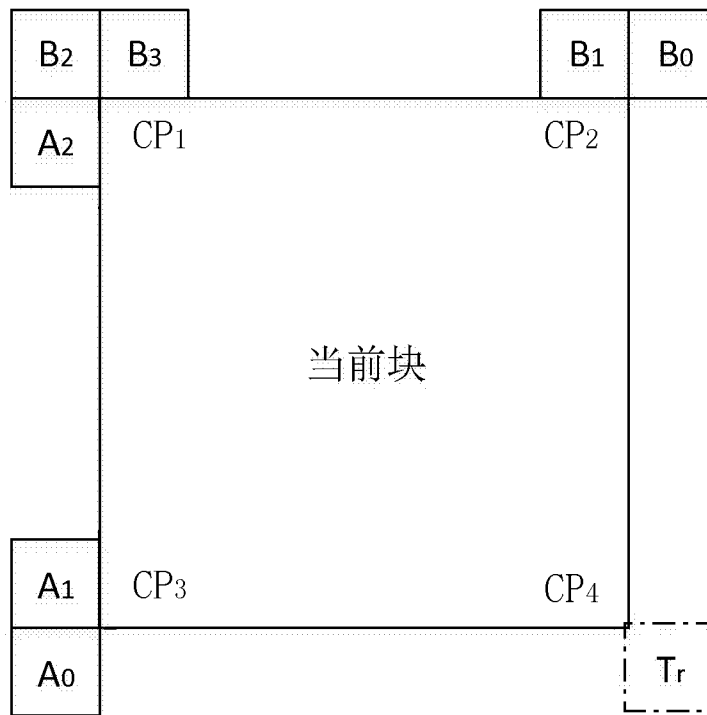 B2 B3 B1 B0
A2 CP1 CP2
当前块
A1 CP3 CP4
A0 Tr